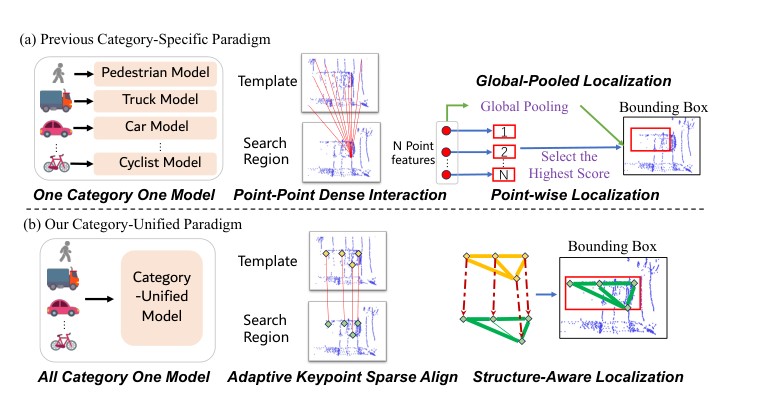 (a) Previous Category-Specific Paradigm
Pedestrian Model
Truck Model
Car Model
Cyclist Model
One Category One Model
Template
Search
Region
Point-Point Dense Interaction
Global-Pooled Localization
Global Pooling
Bounding Box
N Point
features
1
2
N
Select the
Highest Score
Point-wise Localization
(b) Our Category-Unified Paradigm
Category
-Unified
Model
All Category One Model
Template
Search
Region
Adaptive Keypoint Sparse Align
Bounding Box
Structure-Aware Localization